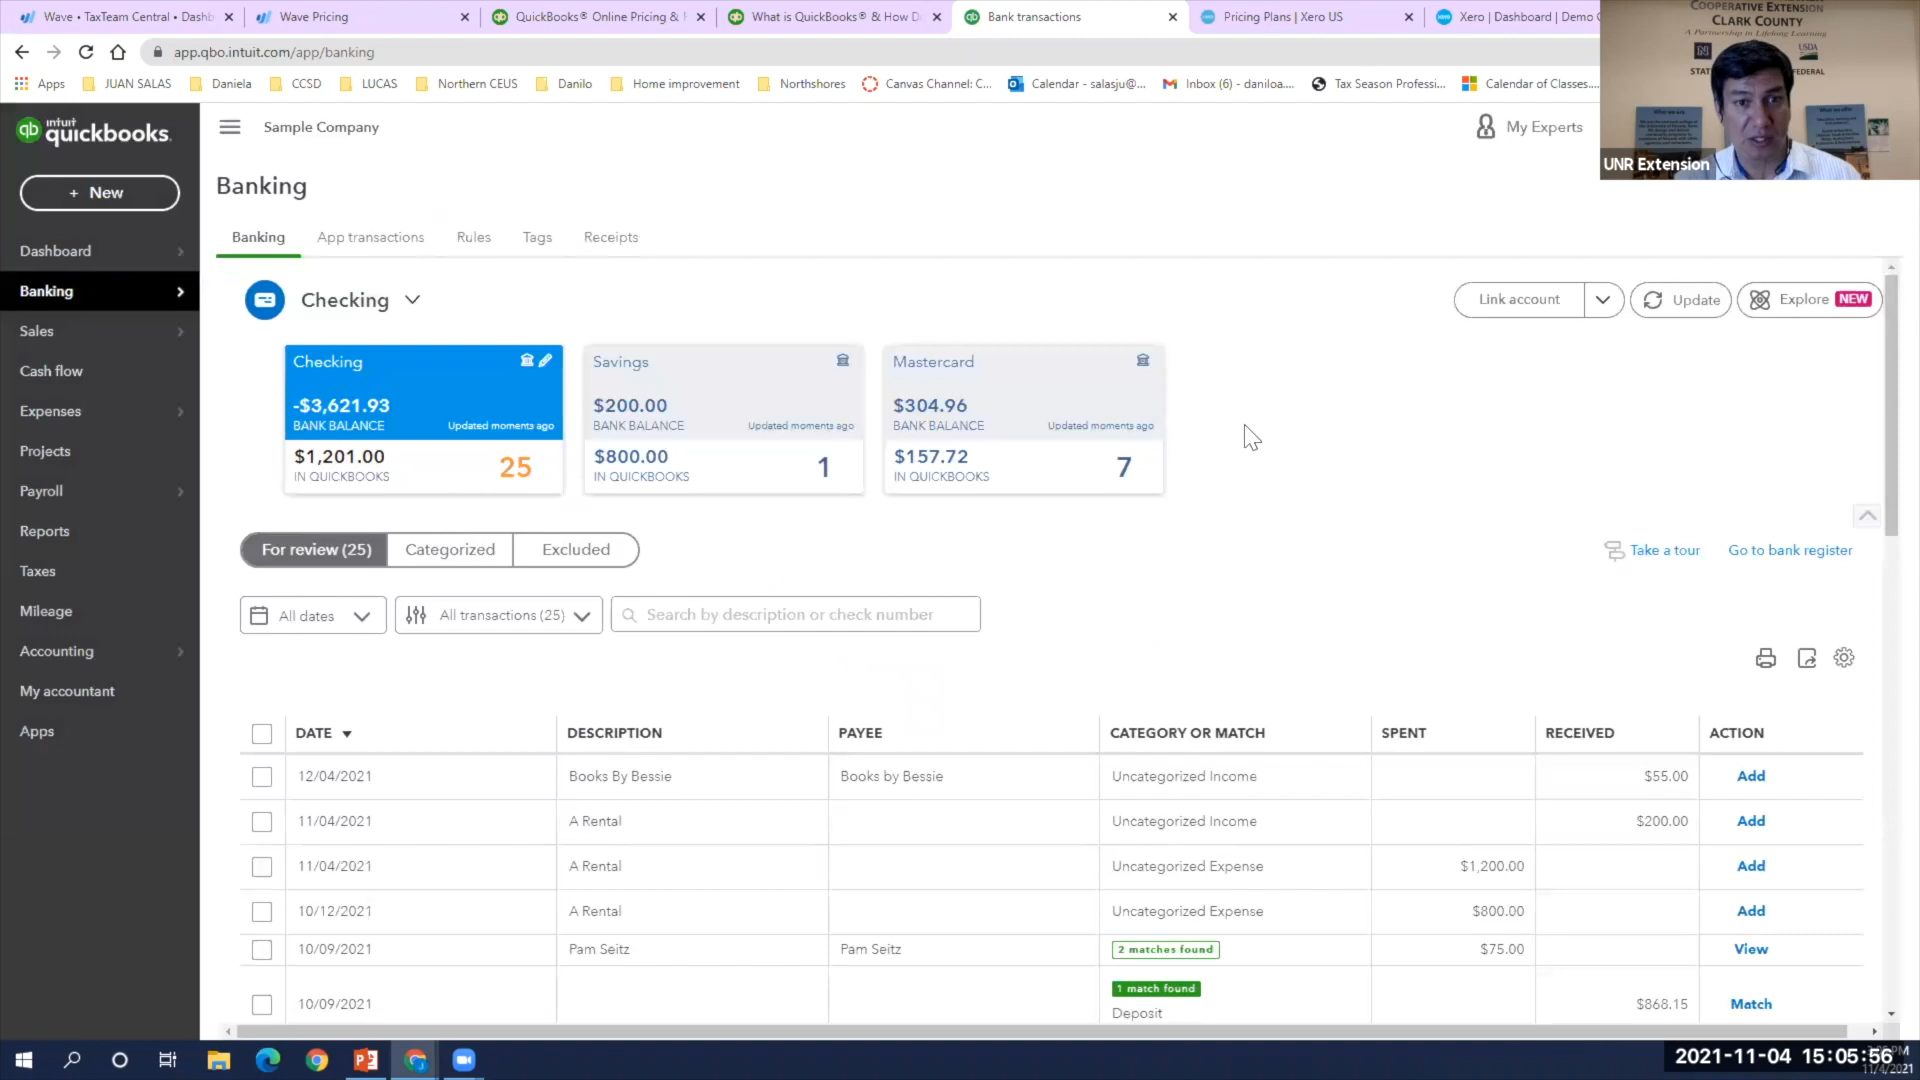 Wave • TaxTeam Central • Dashb
Wave Pricing
QuickBooks® Online Pricing &
What is QuickBooks® & How D
Bank transactions
Pricing Plans | Xero US
Xero | Dashboard | Demo C
app.qbo.intuit.com/app/banking
Apps
JUAN SALAS
Daniela
CCSD
LUCAS
Northern CEUS
Danilo
Home improvement
Northshores
Canvas Channel: C...
Calendar - salasju@...
Inbox (6) - daniloa....
Tax Season Professi...
Calendar of Classes...
COOPERATIVE EXTENSION
CLARK COUNTY
A Partnership in Lifelong Learning
USDA
FEDERAL
UNR Extension
intuit
quickbooks.
Sample Company
My Experts
+ New
Banking
Dashboard
Banking
Sales
Cash flow
Expenses
Projects
Payroll
Reports
Taxes
Mileage
Accounting
My accountant
Apps
Banking
App transactions
Rules
Tags
Receipts
Checking
Link account
Update
Explore NEW
Checking
-$3,621.93
BANK BALANCE
Updated moments ago
$1,201.00
IN QUICKBOOKS
25
Savings
$200.00
BANK BALANCE
Updated moments ago
$800.00
IN QUICKBOOKS
1
Mastercard
$304.96
BANK BALANCE
Updated moments ago
$157.72
IN QUICKBOOKS
7
For review (25)
Categorized
Excluded
Take a tour
Go to bank register
All dates
All transactions (25)
Search by description or check number
DATE ▼ DESCRIPTION PAYEE CATEGORY OR MATCH SPENT RECEIVED ACTION
12/04/2021 Books By Bessie Books by Bessie Uncategorized Income $55.00 Add
11/04/2021 A Rental Uncategorized Income $200.00 Add
11/04/2021 A Rental Uncategorized Expense $1,200.00 Add
10/12/2021 A Rental Uncategorized Expense $800.00 Add
10/09/2021 Pam Seitz Pam Seitz 2 matches found $75.00 View
1 match found
10/09/2021 $868.15 Match
Deposit
2021-11-04 15:05:56
11/4/2021